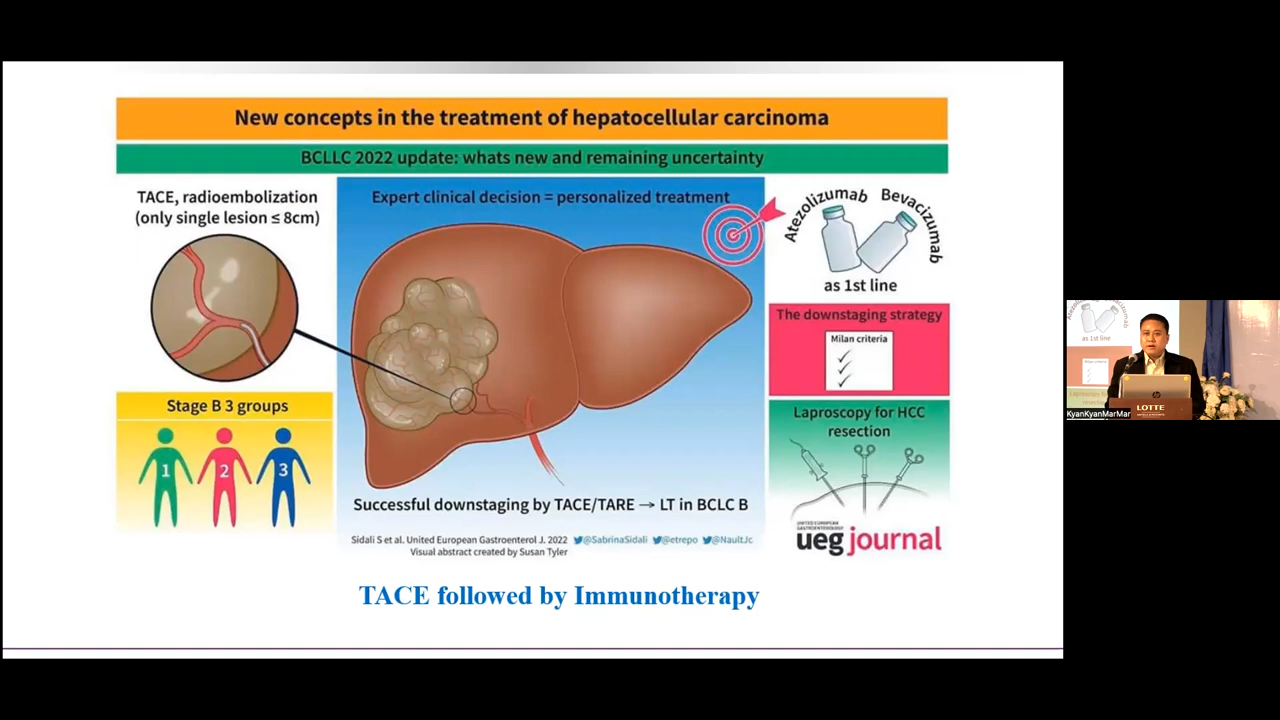 New concepts in the treatment of hepatocellular carcinoma
BCLLC 2022 update: whats new and remaining uncertainty
TACE, radioembolization
(only single lesion ≤ 8cm)
Stage B 3 groups
1 2 3
Expert clinical decision = personalized treatment
Successful downstaging by TACE/TARE → LT in BCLC B
Sidali S et al. United European Gastroenterol J. 2022 @SabrinaSidali @etrepo @NaultJc
Visual abstract created by Susan Tyler
Atezolizumab Bevacizumab
as 1st line
The downstaging strategy
Milan criteria
Laproscopy for HCC
resection
UNITED EUROPEAN
GASTROENTEROLOGY
ueg journal
TACE followed by Immunotherapy
as 1st line
KyanKyanMarMar
hp
LOTTE